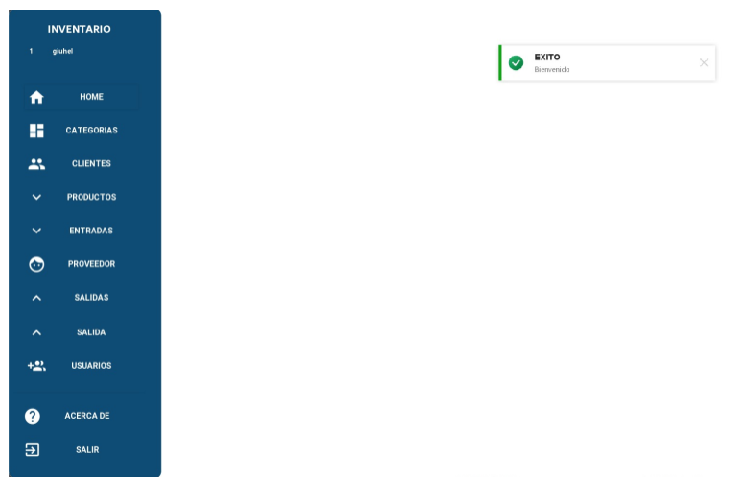 INVENTARIO
1 giuhel
HOME
CATEGORIAS
CLIENTES
PRODUCTOS
ENTRADAS
PROVEEDOR
SALIDAS
SALIDA
USUARIOS
ACERCA DE
SALIR
EXITO
Bienvenido